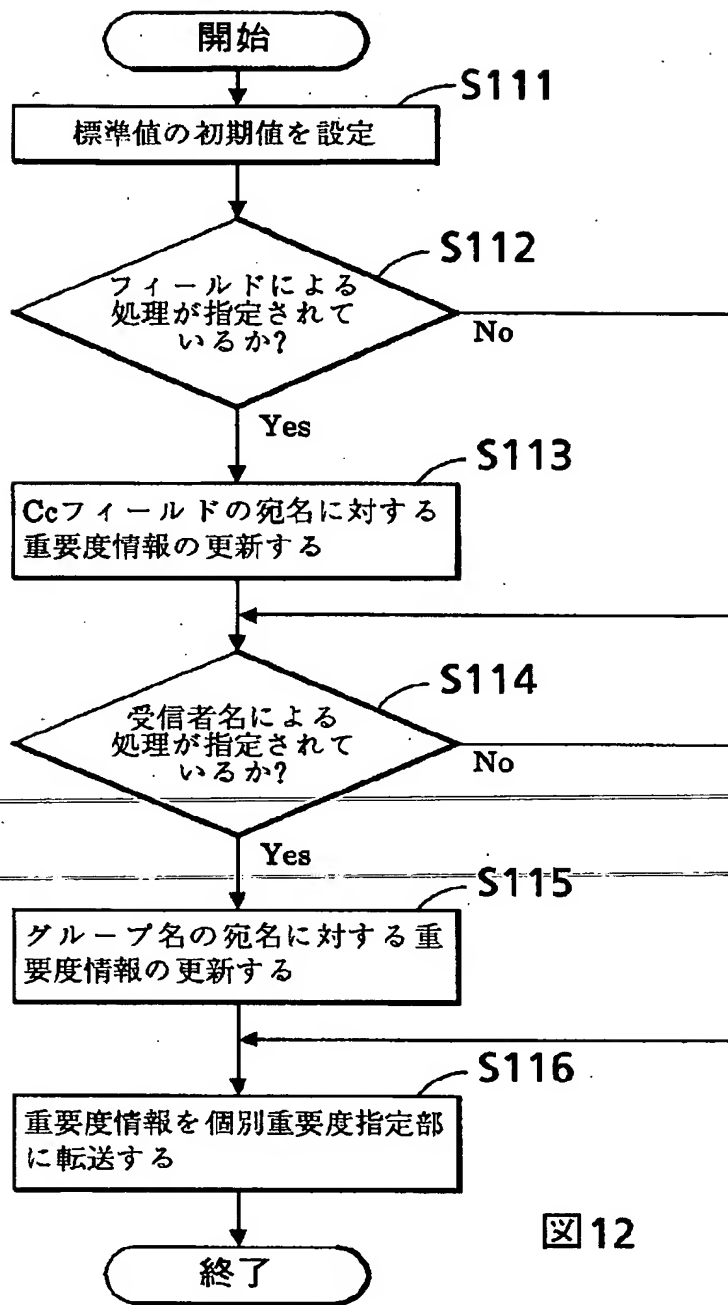 開始
S111
標準値の初期値を設定
S112
フィールドによる
処理が指定されて
いるか?
No
Yes
S113
Ccフィールドの宛名に対する
重要度情報の更新する
S114
受信者名による
処理が指定されて
いるか?
No
Yes
S115
グループ名の宛名に対する重
要度情報の更新する
S116
重要度情報を個別重要度指定部
に転送する
終了
図12